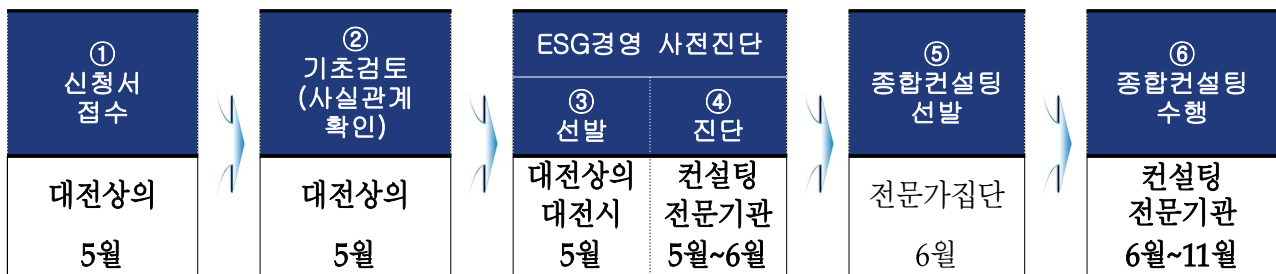 ①
신청서
접수
대전상의
5월
②
기초검토
(사실관계
확인)
대전상의
5월
ESG경영 사전진단
③
선발
대전상의
대전시
5월
④
진단
컨설팅
전문기관
5월~6월
⑤
종합컨설팅
선발
전문가집단
6월
⑥
종합컨설팅
수행
컨설팅
전문기관
6월~11월